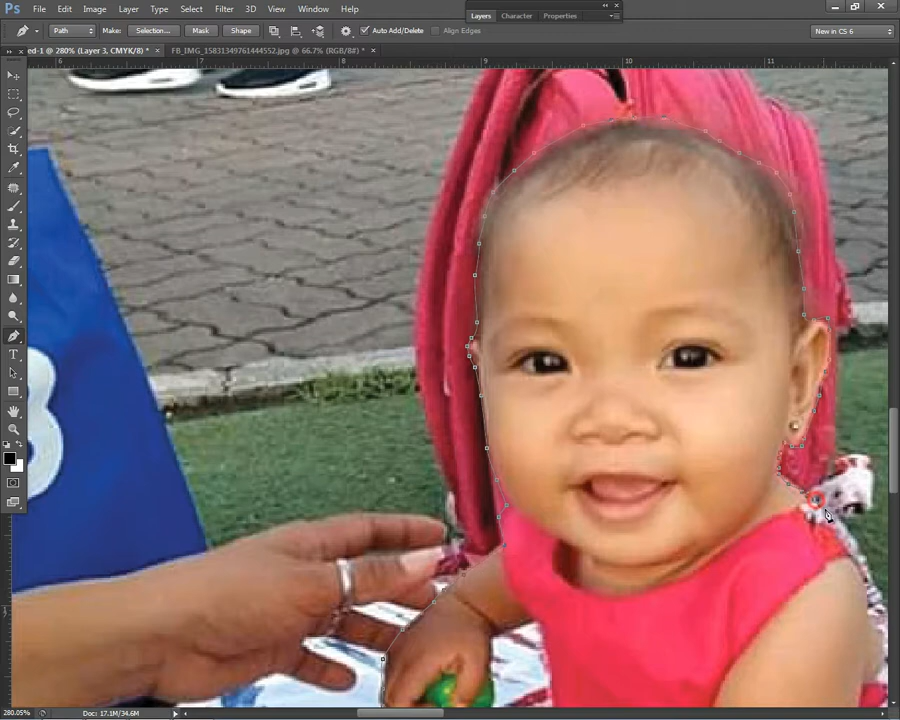 Ps File Edit Image Layer Type Select Filter 3D View Window Help
Layers Character Properties
Path Make: Selection... Mask Shape Auto Add/Delete Align Edges New in CS 6
ed-1 @ 280% (Layer 3, CMYK/8) * × FB_IMG_15831349761444552.jpg @ 66.7% (RGB/8#) * ×
6 7 8 9 10 11
280.05% Doc: 17.1M/34.6M